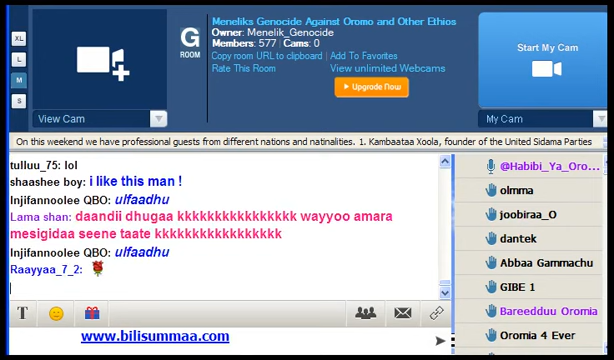 Meneliks Genocide Against Oromo and Other Ethios
Owner: Menelik_Genocide
Members: 577 | Cams: 0
Copy room URL to clipboard | Add To Favorites
Rate This Room View unlimited Webcams
Upgrade Now
XL
L
M
S
G
ROOM
View Cam
Start My Cam
My Cam
On this weekend we have professional guests from different nations and natinalities. 1. Kambaataa Xoola, founder of the United Sidama Parties
tulluu_75: lol
shaashee boy: i like this man !
Injifannoolee QBO: ulfaadhu
Lama shan: daandii dhugaa kkkkkkkkkkkkkkkkk wayyoo amara
mesigidaa seene taate kkkkkkkkkkkkkkkkkk
Injifannoolee QBO: ulfaadhu
Raayyaa_7_2:
@Habibi_Ya_Oro...
olmma
joobiraa_O
dantek
Abbaa Gammachu
GIBE 1
Bareedduu Oromia
Oromia 4 Ever
T
www.bilisummaa.com